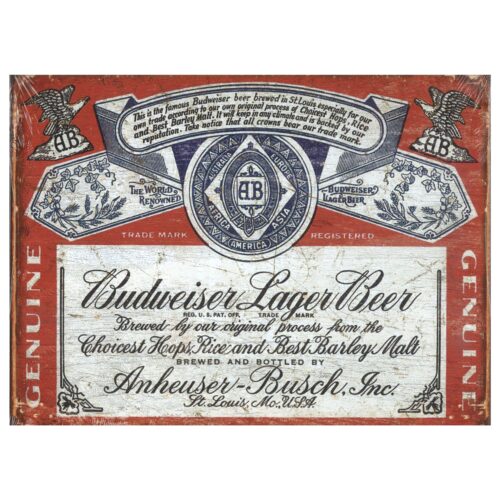 This is the famous Budweiser beer brewed in St. Louis especially for our
own trade according to our own original process of Choicest Hops, Rice
and Best Barley Malt. It will keep in any climate and is backed by our
reputation. Take notice that all crowns bear our trade mark.
AB
AB
THE WORLD
RENOWNED
EUROPE
AFRICA
ASIA
AMERICA
AB
BUDWEISER
LAGER BEER
TRADE MARK
REGISTERED
GENUINE
GENUINE
Budweiser Lager Beer
REG. U. S. PAT. OFF. TRADE MARK
Brewed by our original process from the
Choicest Hops, Rice and Best Barley Malt
BREWED AND BOTTLED BY
Anheuser-Busch, Inc.
St. Louis, Mo., U.S.A.